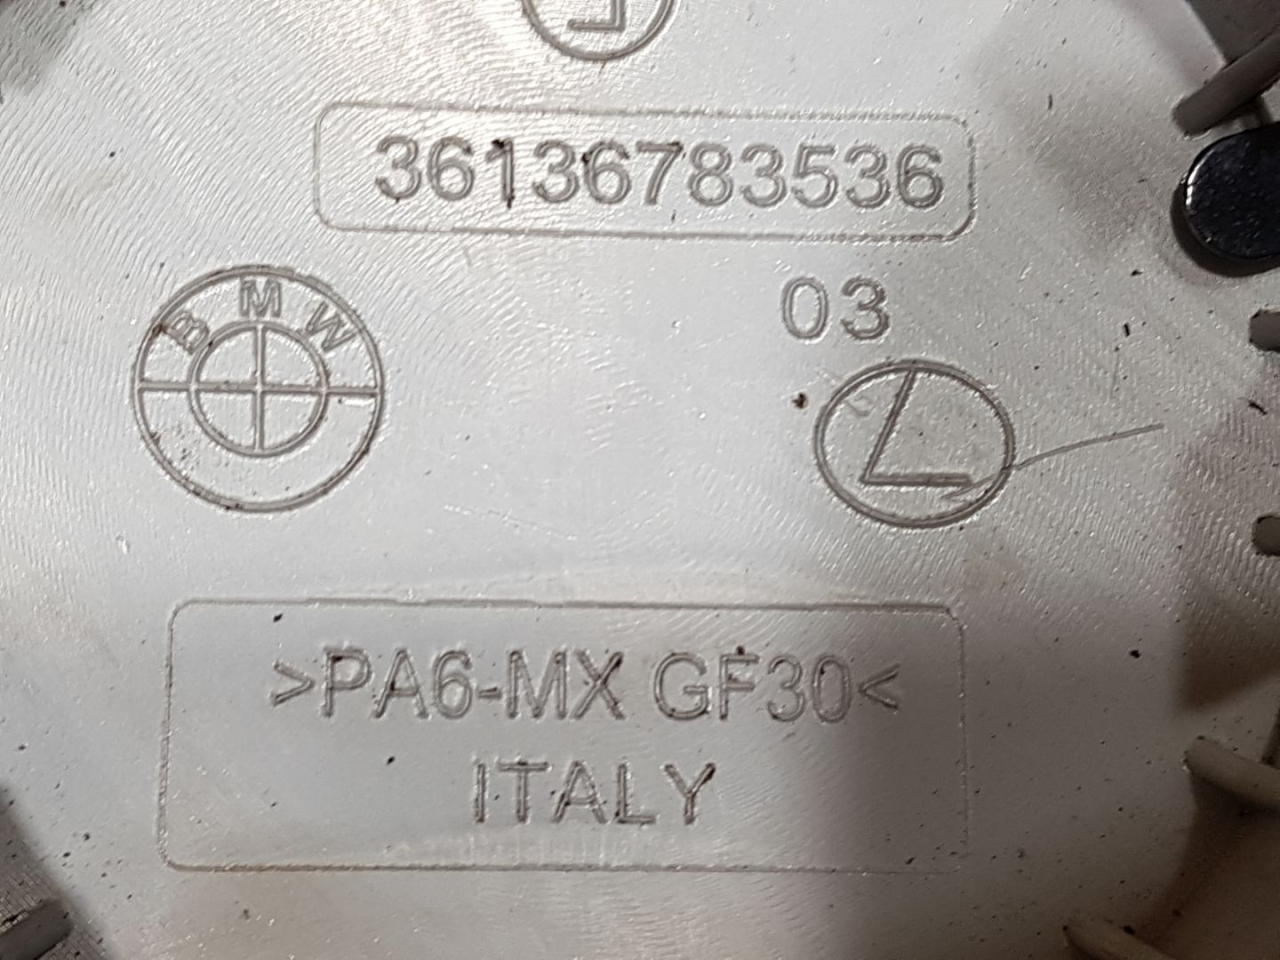 36136783536
BMW
03
L
>PA6-MX GF30<
ITALY